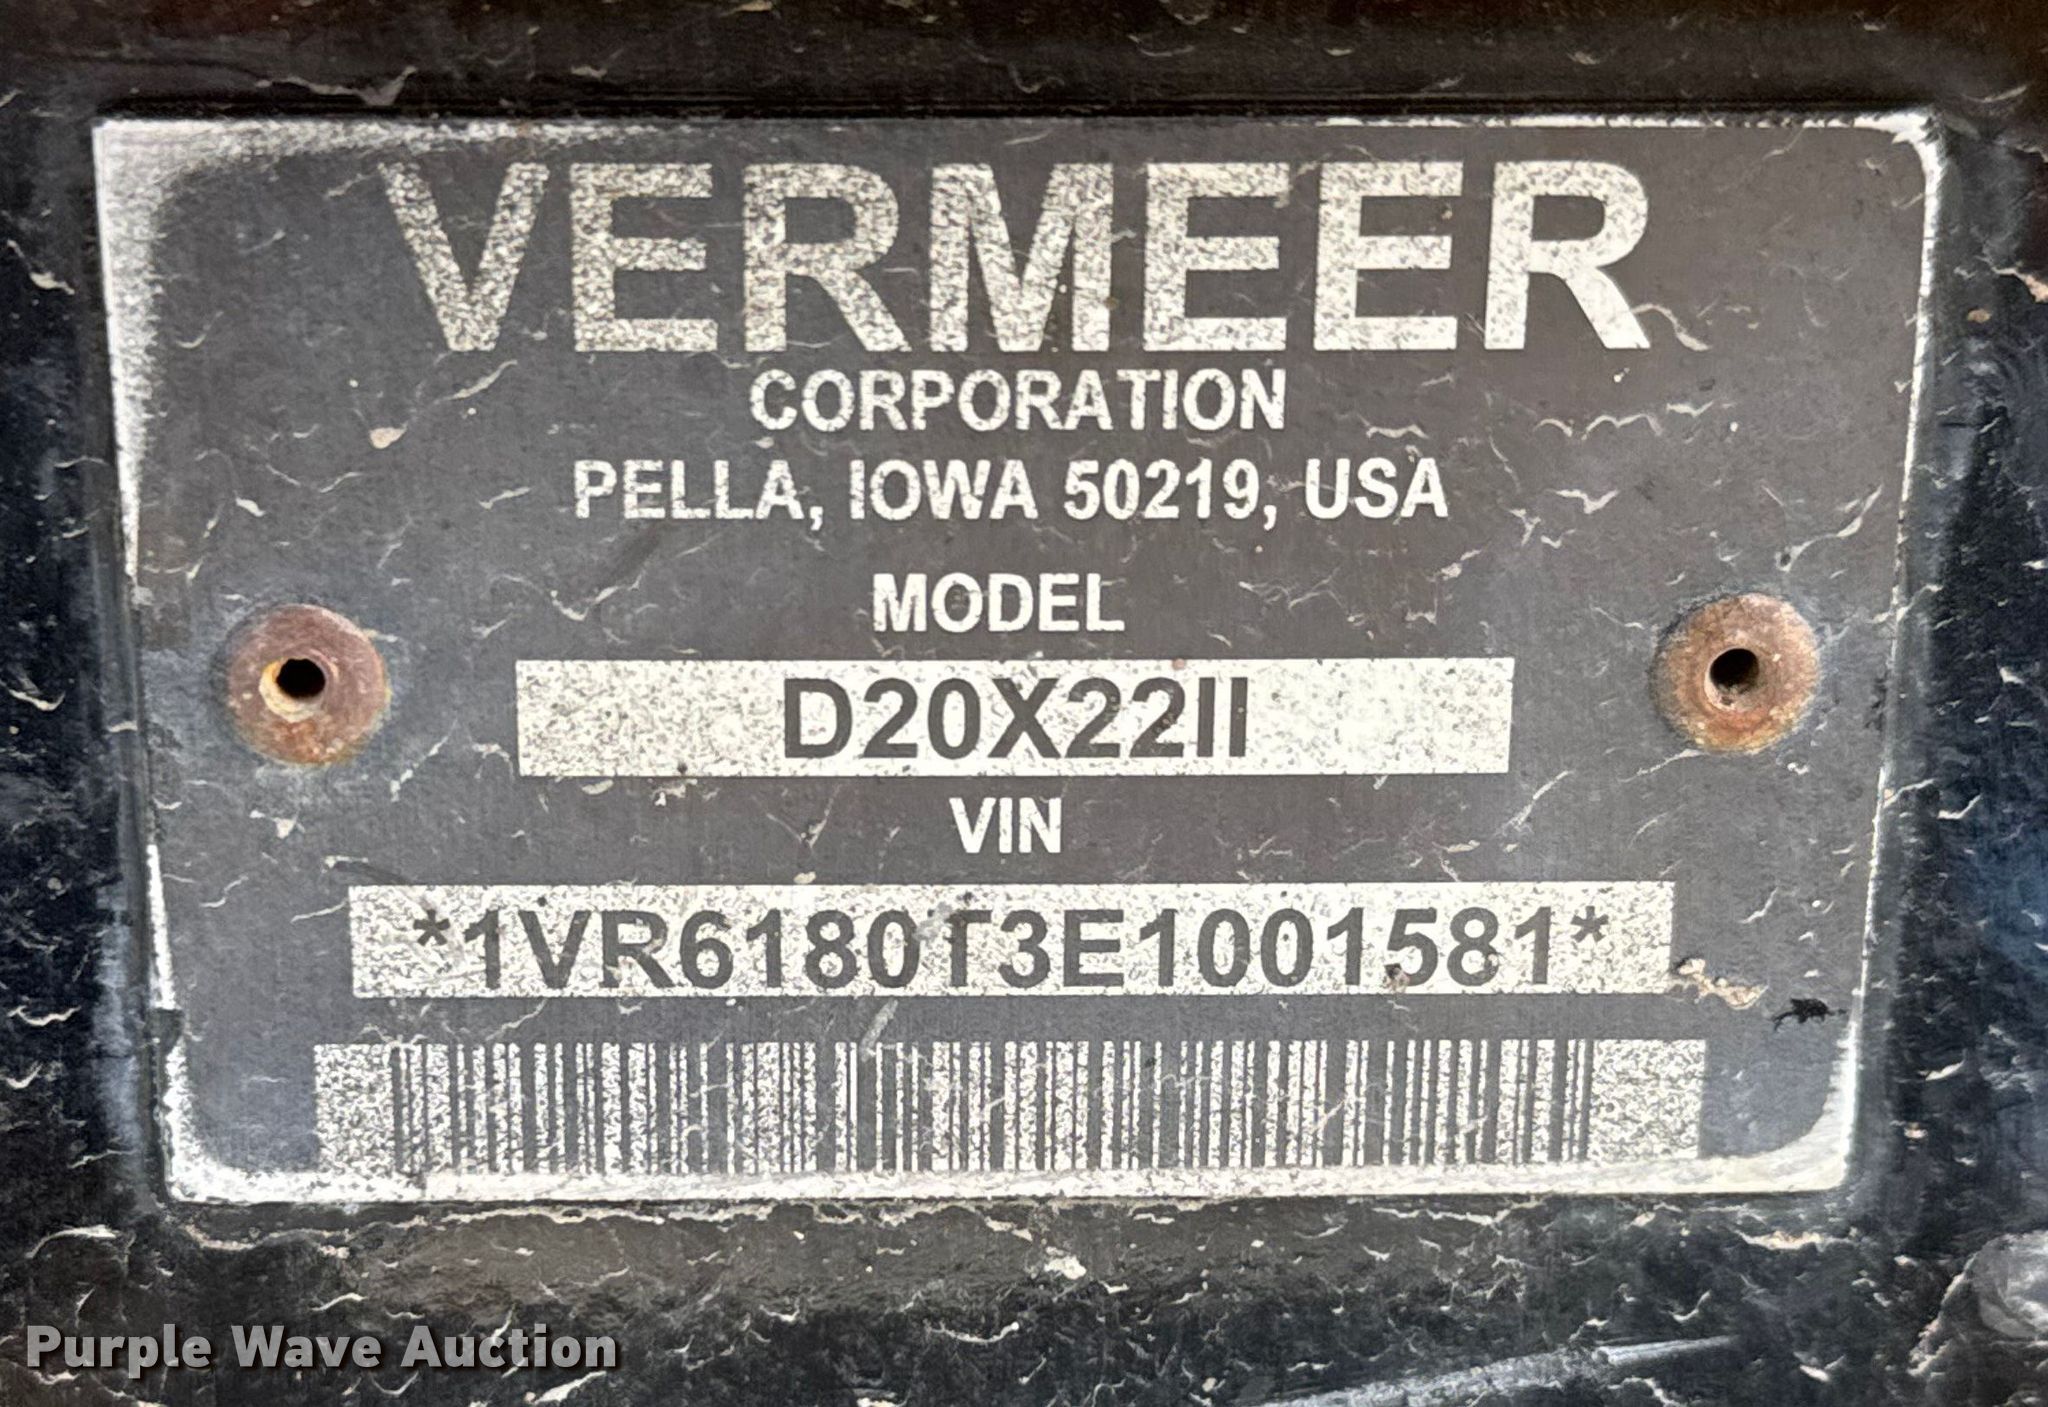 VERMEER
CORPORATION
PELLA, IOWA 50219, USA
MODEL
D20X22II
VIN
*1VR6180T3E1001581*
Purple Wave Auction